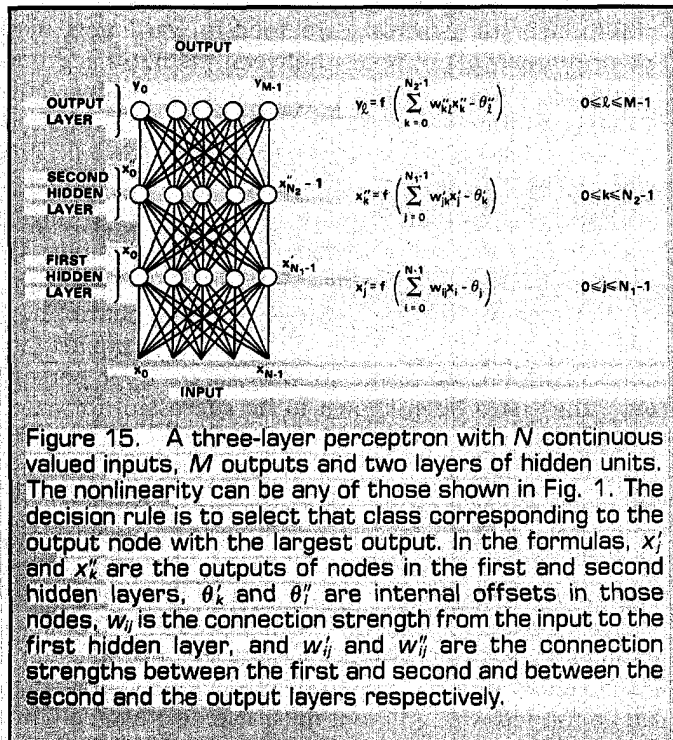 OUTPUT
y₀ y_M-1
OUTPUT LAYER
y_ℓ = f ( Σ_{k=0}^{N₂-1} w″_kℓ x″_k - θ″_ℓ ) 0 ≤ ℓ ≤ M-1
x″₀ x″_N₂ - 1
SECOND HIDDEN LAYER
x″_k = f ( Σ_{j=0}^{N₁-1} w′_jk x′_j - θ′_k ) 0 ≤ k ≤ N₂-1
x₀ x_N₁-1
FIRST HIDDEN LAYER
x′_j = f ( Σ_{i=0}^{N-1} w_ij x_i - θ_j ) 0 ≤ j ≤ N₁-1
x₀ x_N-1
INPUT
Figure 15. A three-layer perceptron with N continuous
valued inputs, M outputs and two layers of hidden units.
The nonlinearity can be any of those shown in Fig. 1. The
decision rule is to select that class corresponding to the
output node with the largest output. In the formulas, x′_j
and x″_k are the outputs of nodes in the first and second
hidden layers, θ′_k and θ″_ℓ are internal offsets in those
nodes, w_ij is the connection strength from the input to the
first hidden layer, and w′_ij and w″_ij are the connection
strengths between the first and second and between the
second and the output layers respectively.